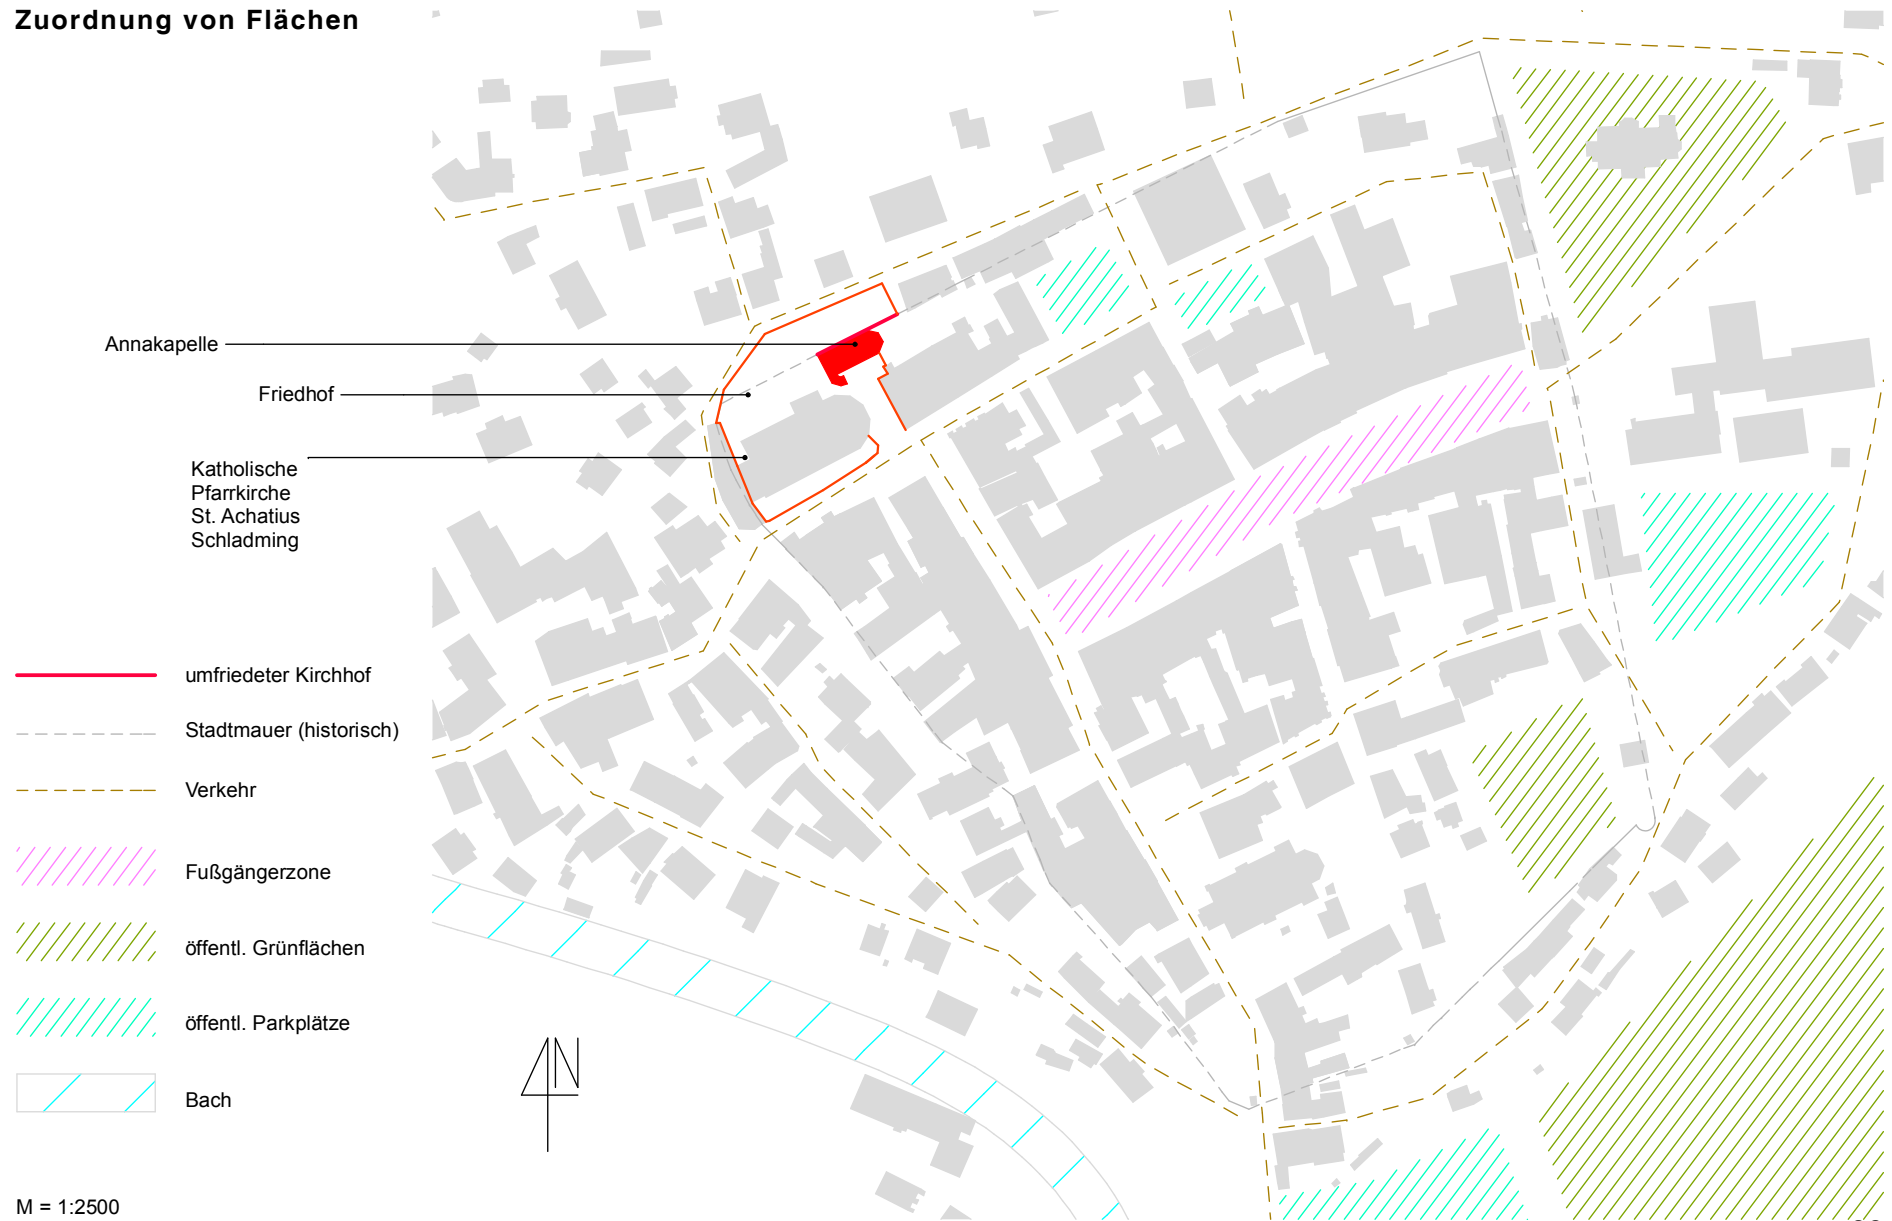 Zuordnung von Flächen
Annakapelle
Friedhof
Katholische
Pfarrkirche
St. Achatius
Schladming
umfriedeter Kirchhof
Stadtmauer (historisch)
Verkehr
Fußgängerzone
öffentl. Grünflächen
öffentl. Parkplätze
Bach
N
M = 1:2500